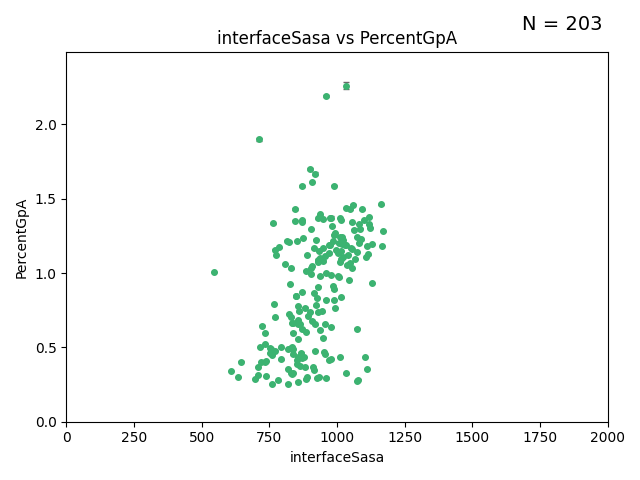 N = 203
interfaceSasa vs PercentGpA
PercentGpA
2.0
1.5
1.0
0.5
0.0
0 250 500 750 1000 1250 1500 1750 2000
interfaceSasa